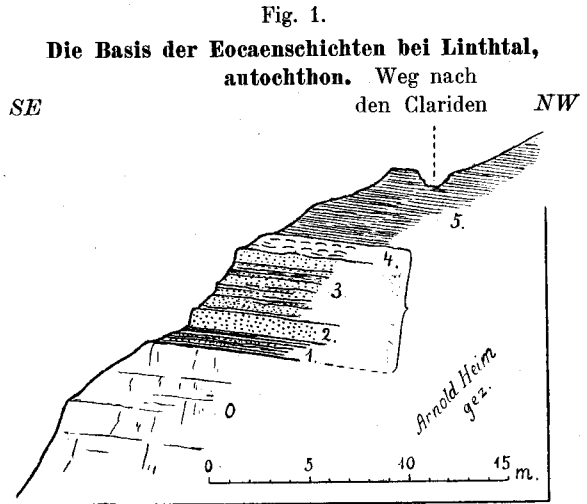 Fig. 1.
Die Basis der Eocaenschichten bei Linthtal,
autochthon. Weg nach
den Clariden
SE
NW
5.
4.
3
2.
1.
0
Arnold Heim
gez.
0 5 10 15 m.